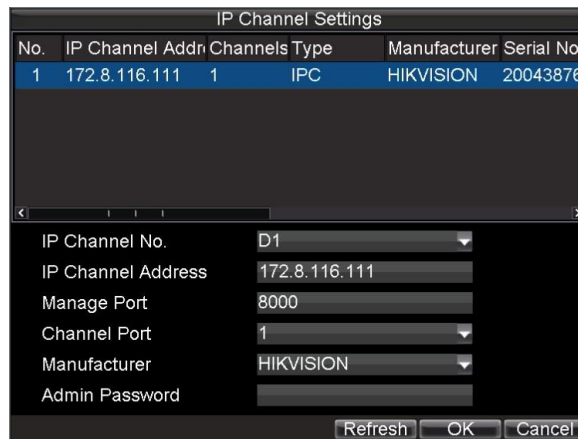 IP Channel Settings
No. IP Channel Addr Channels Type Manufacturer Serial No
1 172.8.116.111 1 IPC HIKVISION 20043876
IP Channel No. D1
IP Channel Address 172.8.116.111
Manage Port 8000
Channel Port 1
Manufacturer HIKVISION
Admin Password
Refresh OK Cancel